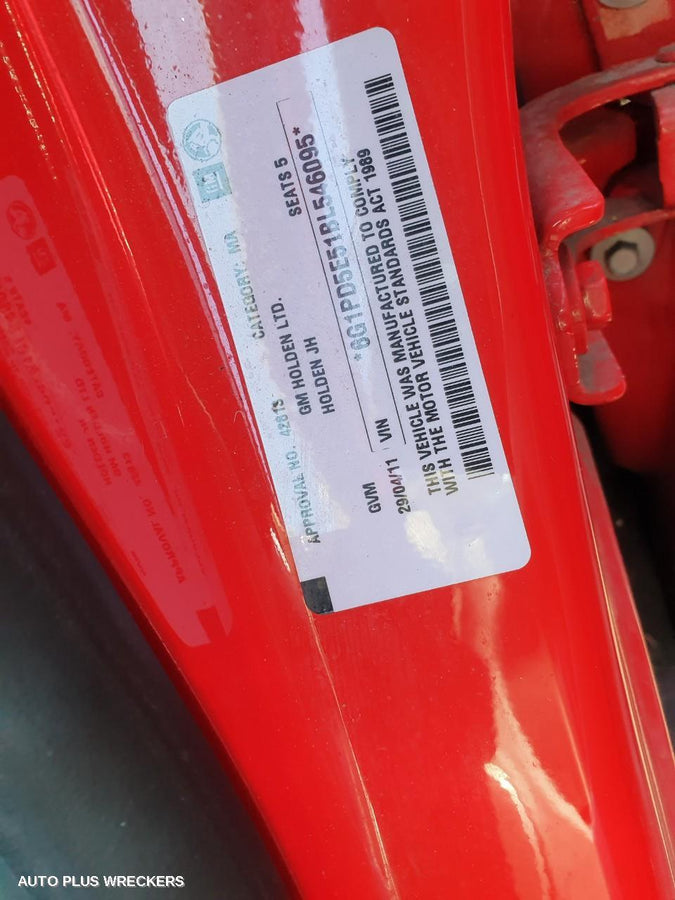 APPROVAL NO. 42813 CATEGORY: MA
GM HOLDEN LTD. SEATS 5
HOLDEN JH
GVM
29/04/11 VIN *6G1PD5E51BL546095*
THIS VEHICLE WAS MANUFACTURED TO COMPLY
WITH THE MOTOR VEHICLE STANDARDS ACT 1989
AUTO PLUS WRECKERS